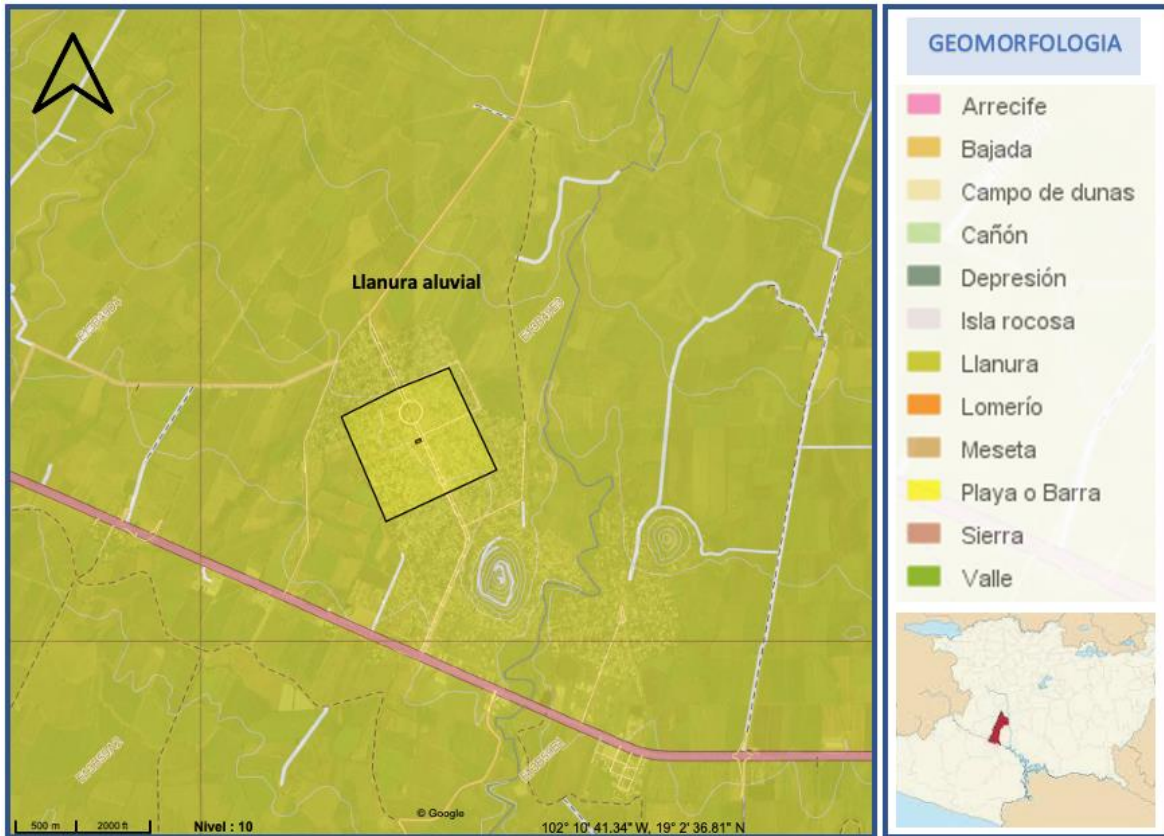 Llanura aluvial
500 m
2000 ft
Nivel : 10
© Google
102° 10' 41.34" W, 19° 2' 36.81" N
GEOMORFOLOGIA
Arrecife
Bajada
Campo de dunas
Cañón
Depresión
Isla rocosa
Llanura
Lomerío
Meseta
Playa o Barra
Sierra
Valle